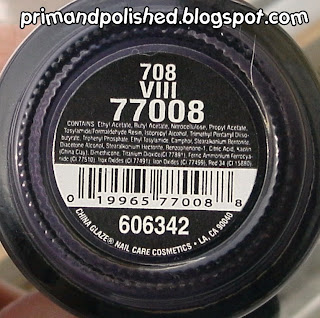 primandpolished.blogspot.com
708
VIII
77008
CONTAINS: Ethyl Acetate, Butyl Acetate, Nitrocellulose, Propyl Acetate,
Tosylamide/Formaldehyde Resin, Isopropyl Alcohol, Trimethyl Pentanyl Diiso-
butyrate, Triphenyl Phosphate, Ethyl Tosylamide, Camphor, Stearalkonium Bentonite,
Diacetone Alcohol, Stearalkonium Hectorite, Benzophenone-1, Citric Acid, Kaolin
(China Clay), Dimethicone, Titanium Dioxide(CI 77891), Ferric Ammonium Ferrocya-
nide(CI 77510), Iron Oxides (CI 77491), Iron Oxides (CI 77499), Red 34 (CI 15880)
0 19965 77008 8
606342
CHINA GLAZE® NAIL CARE COSMETICS • LA, CA 90040